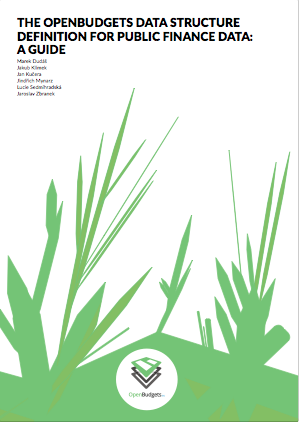 THE OPENBUDGETS DATA STRUCTURE
DEFINITION FOR PUBLIC FINANCE DATA:
A GUIDE
Marek Dudáš
Jakub Klímek
Jan Kučera
Jindřich Mynarz
Lucie Sedmihradská
Jaroslav Zbranek
OpenBudgets.eu